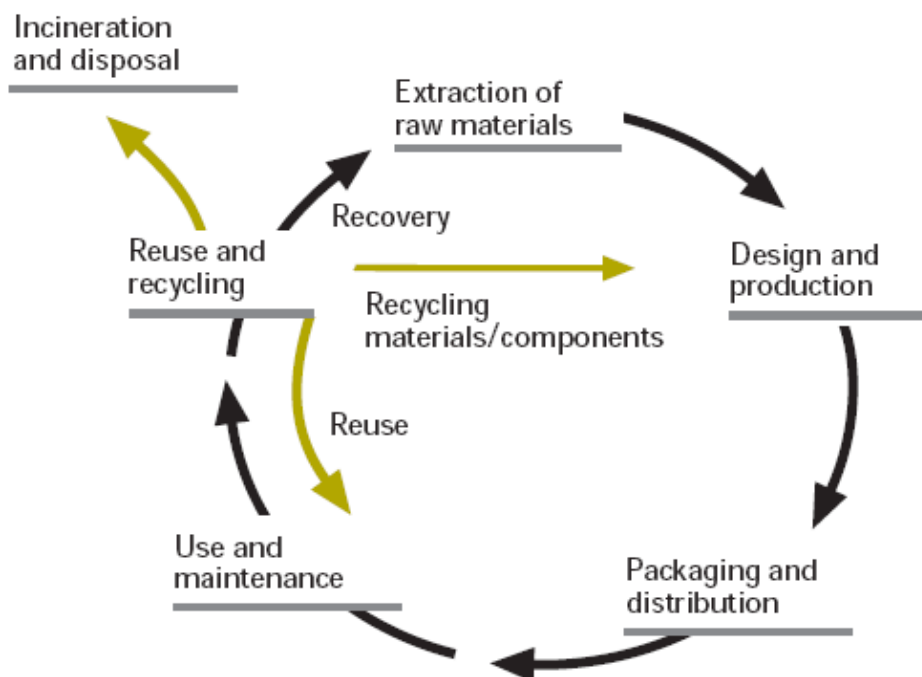 Incineration
and disposal
Extraction of
raw materials
Recovery
Reuse and
recycling
Design and
production
Recycling
materials/components
Reuse
Use and
maintenance
Packaging and
distribution